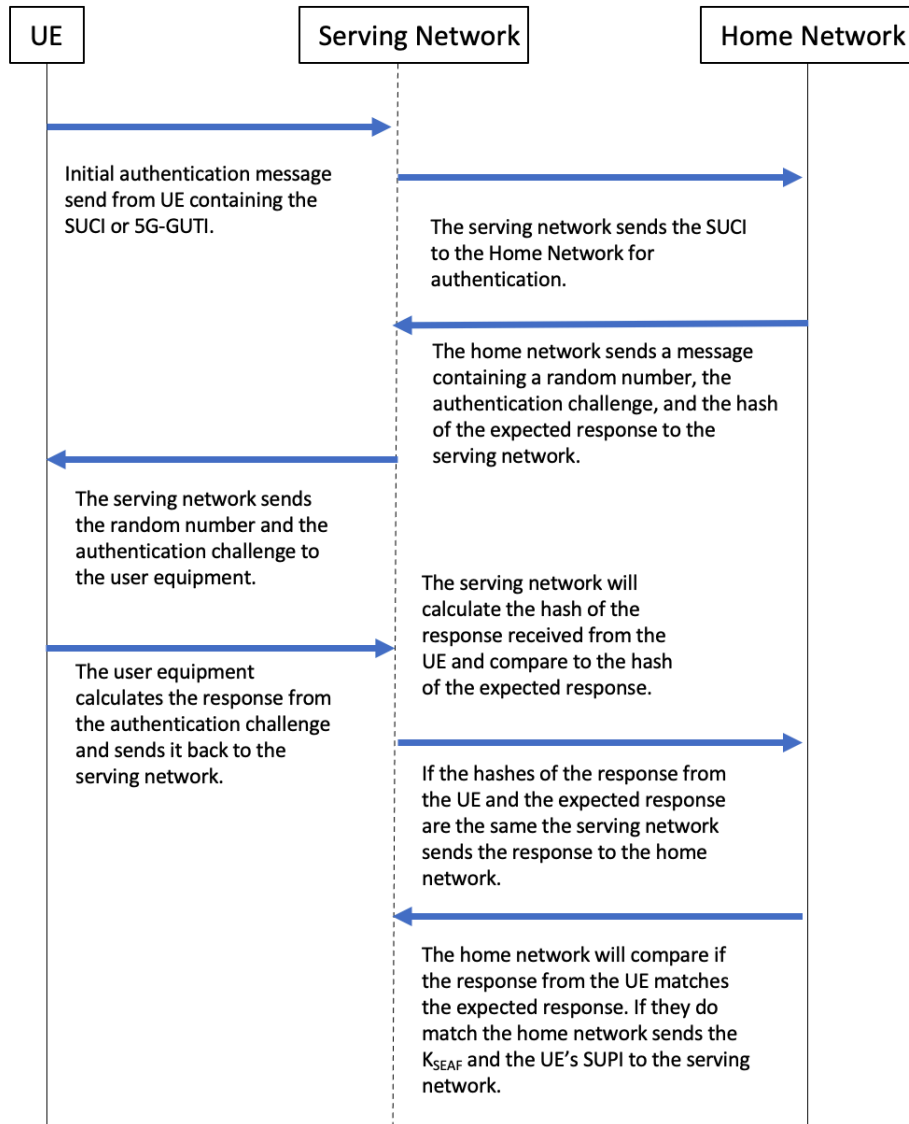 UE
Serving Network
Home Network
Initial authentication message
send from UE containing the
SUCI or 5G-GUTI.
The serving network sends the SUCI
to the Home Network for
authentication.
The home network sends a message
containing a random number, the
authentication challenge, and the hash
of the expected response to the
serving network.
The serving network sends
the random number and the
authentication challenge to
the user equipment.
The serving network will
calculate the hash of the
response received from the
UE and compare to the hash
of the expected response.
The user equipment
calculates the response from
the authentication challenge
and sends it back to the
serving network.
If the hashes of the response from
the UE and the expected response
are the same the serving network
sends the response to the home
network.
The home network will compare if
the response from the UE matches
the expected response. If they do
match the home network sends the
KSEAF and the UE’s SUPI to the serving
network.